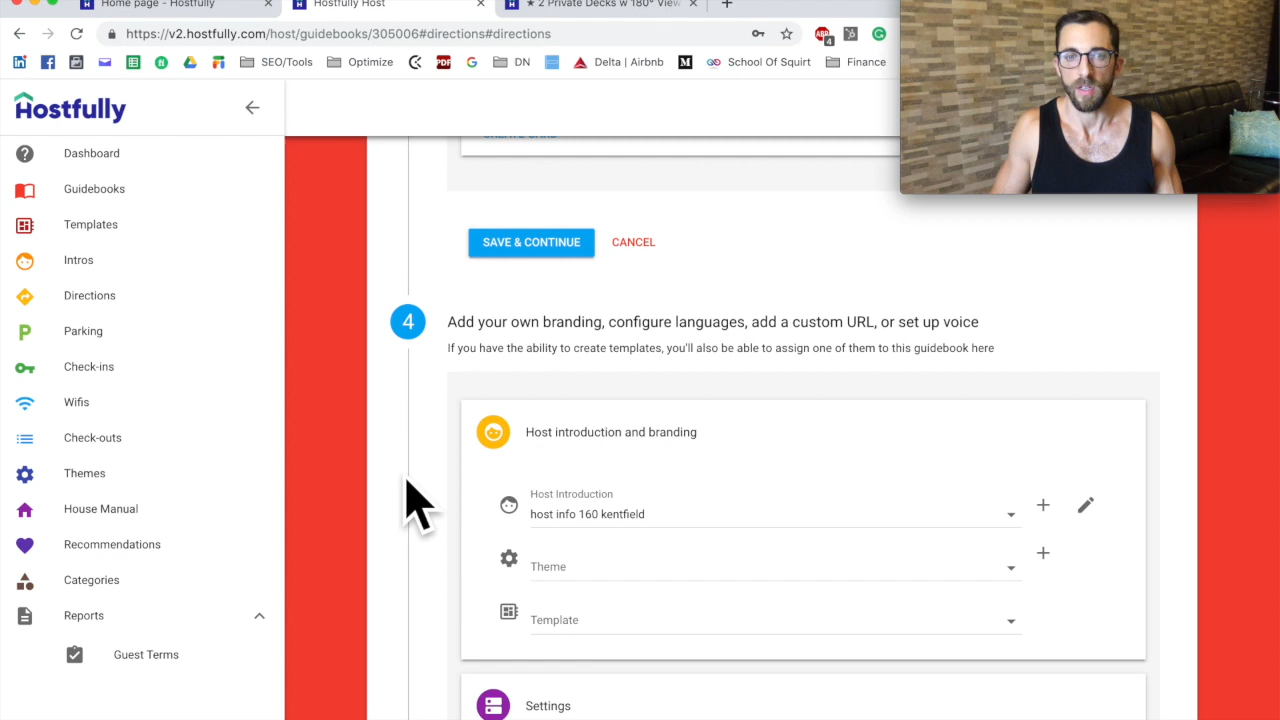 Home page - Hostfully
Hostfully Host
★ 2 Private Decks w 180° View
https://v2.hostfully.com/host/guidebooks/305006#directions#directions
SEO/Tools
Optimize
PDF
DN
Delta | Airbnb
School Of Squirt
Finance
Hostfully
Dashboard
Guidebooks
Templates
Intros
Directions
Parking
Check-ins
Wifis
Check-outs
Themes
House Manual
Recommendations
Categories
Reports
Guest Terms
CREATE CARD
SAVE & CONTINUE
CANCEL
4
Add your own branding, configure languages, add a custom URL, or set up voice
If you have the ability to create templates, you'll also be able to assign one of them to this guidebook here
Host introduction and branding
Host Introduction
host info 160 kentfield
Theme
Template
Settings